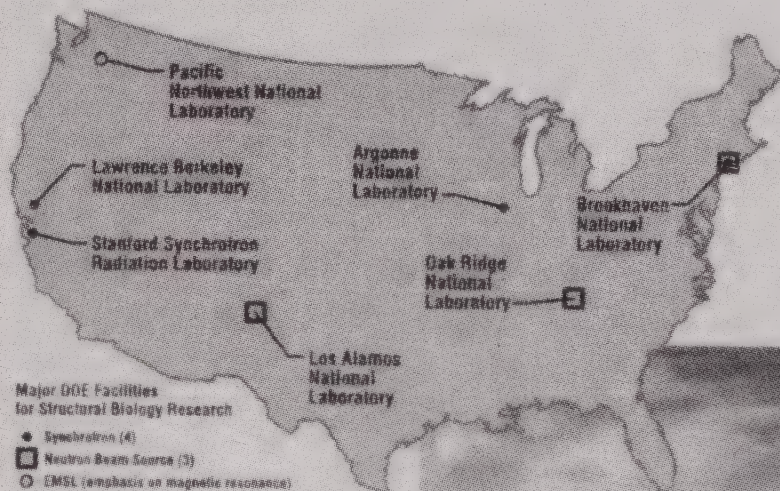 Pacific
Northwest National
Laboratory
Lawrence Berkeley
National Laboratory
Stanford Synchrotron
Radiation Laboratory
Argonne
National
Laboratory
Brookhaven
National
Laboratory
Oak Ridge
National
Laboratory
Los Alamos
National
Laboratory
Major DOE Facilities
for Structural Biology Research
Synchrotron (4)
Neutron Beam Source (3)
EMSL (emphasis on magnetic resonance)